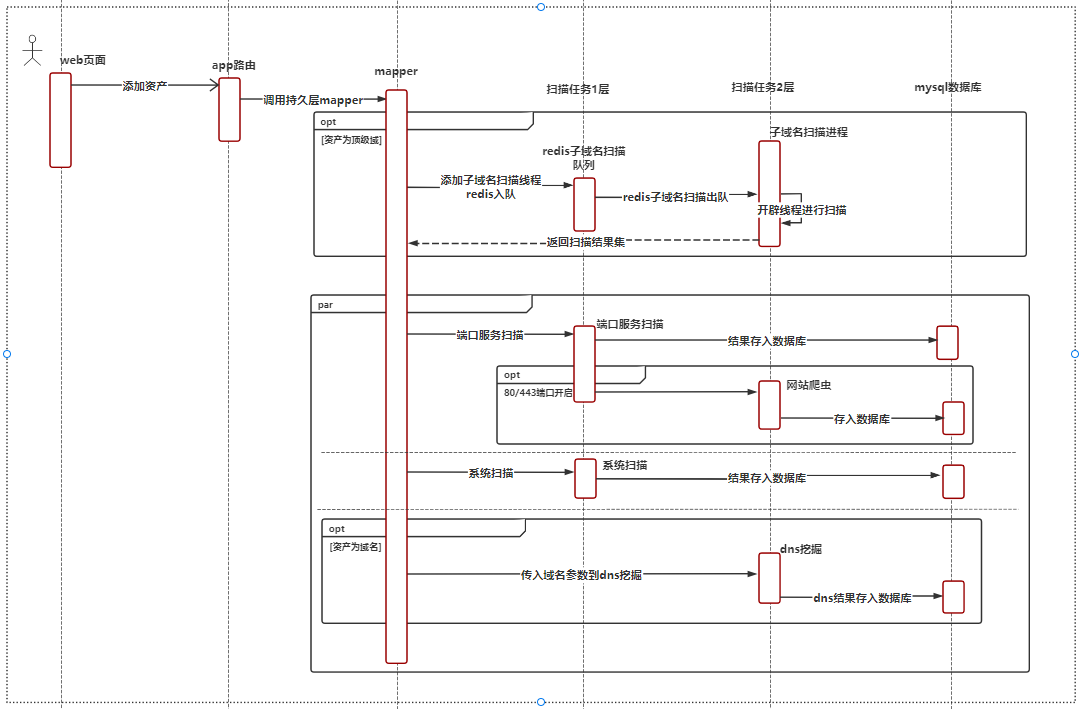 web页面
app路由
mapper
扫描任务1层
扫描任务2层
mysql数据库
添加资产
调用持久层mapper
opt
[资产为顶级域]
子域名扫描进程
redis子域名扫描
队列
添加子域名扫描线程
redis入队
redis子域名扫描出队
开辟线程进行扫描
返回扫描结果集
par
端口服务扫描
端口服务扫描
结果存入数据库
opt
80/443端口开启
网站爬虫
存入数据库
系统扫描
系统扫描
结果存入数据库
opt
[资产为域名]
dns挖掘
传入域名参数到dns挖掘
dns结果存入数据库